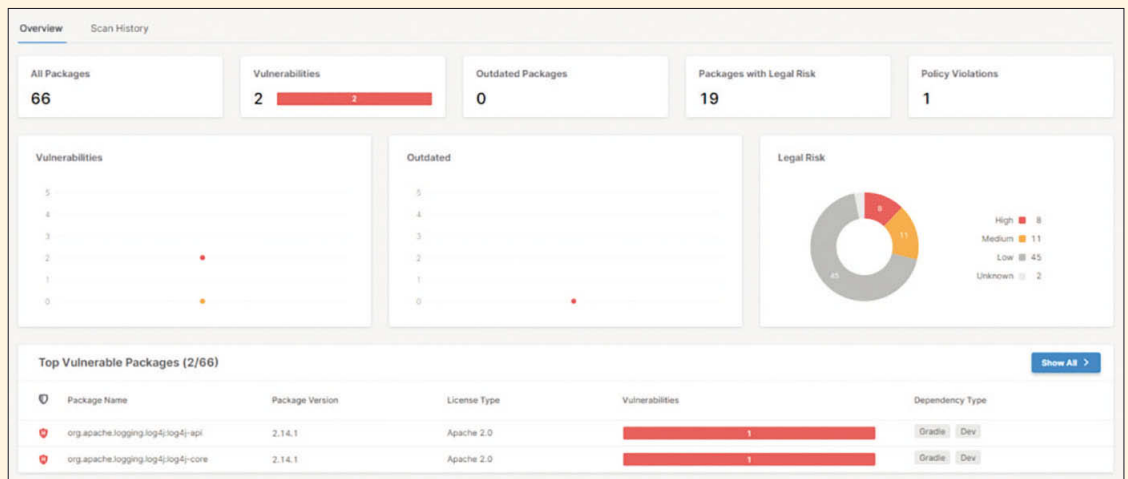 Overview Scan History
All Packages Vulnerabilities Outdated Packages Packages with Legal Risk Policy Violations
66 2 2 0 19 1
Vulnerabilities Outdated Legal Risk
5 5
4 4
3 3
2 2
1 1
0 0
8
11
45
High 8
Medium 11
Low 45
Unknown 2
Top Vulnerable Packages (2/66) Show All >
Package Name Package Version License Type Vulnerabilities Dependency Type
org.apache.logging.log4j:log4j-api 2.14.1 Apache 2.0 1 Gradle Dev
org.apache.logging.log4j:log4j-core 2.14.1 Apache 2.0 1 Gradle Dev